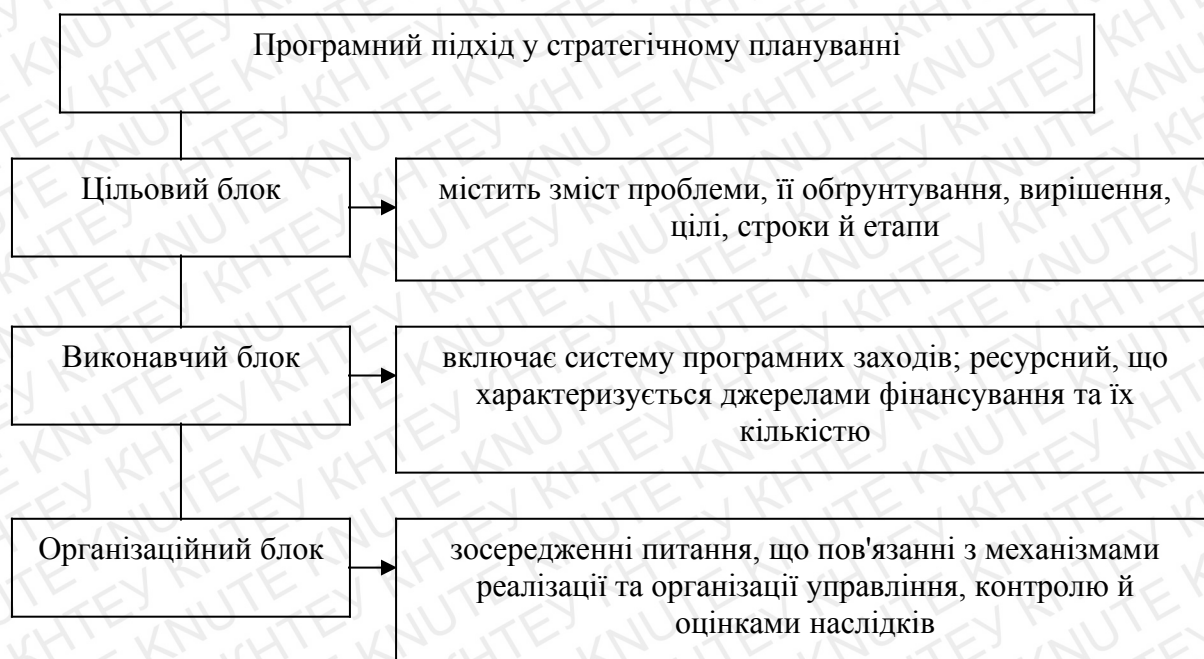 Програмний підхід у стратегічному плануванні
Цільовий блок
містить зміст проблеми, її обґрунтування, вирішення,
цілі, строки й етапи
Виконавчий блок
включає систему програмних заходів; ресурсний, що
характеризується джерелами фінансування та їх
кількістю
Організаційний блок
зосередженні питання, що пов'язанні з механізмами
реалізації та організації управління, контролю й
оцінками наслідків